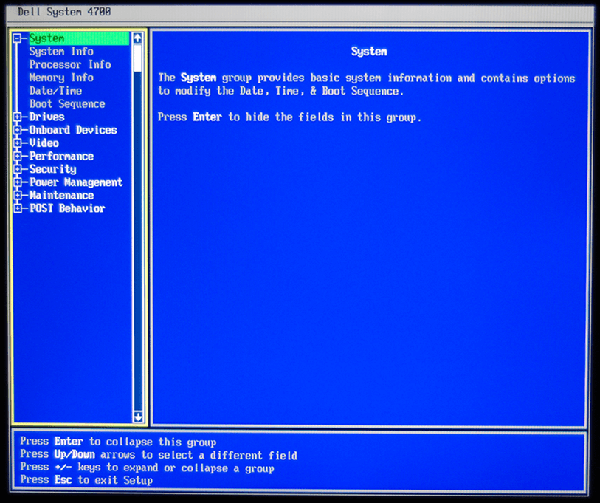 Dell System 4700
System
System Info
Processor Info
Memory Info
Date/Time
Boot Sequence
Drives
Onboard Devices
Video
Performance
Security
Power Management
Maintenance
POST Behavior
System
The System group provides basic system information and contains options
to modify the Date, Time, & Boot Sequence.
Press Enter to hide the fields in this group.
Press Enter to collapse this group
Press Up/Down arrows to select a different field
Press +/- keys to expand or collapse a group
Press Esc to exit Setup